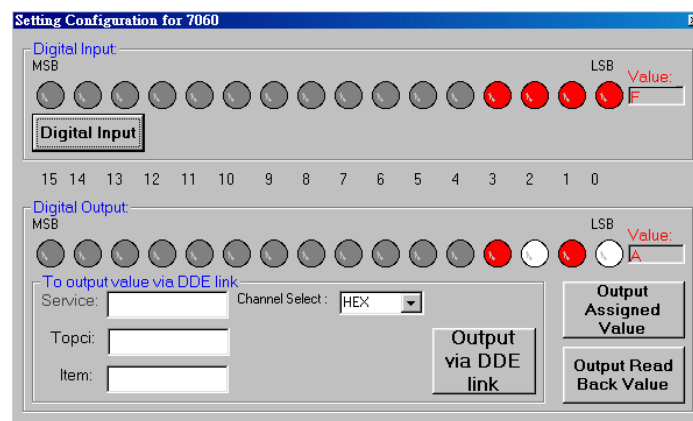 Setting Configuration for 7060
Digital Input:
MSB
LSB
Value:
F
Digital Input
15 14 13 12 11 10 9 8 7 6 5 4 3 2 1 0
Digital Output:
MSB
LSB
Value:
A
To output value via DDE link
Service:
Channel Select :
HEX
Topci:
Item:
Output via DDE link
Output Assigned Value
Output Read Back Value